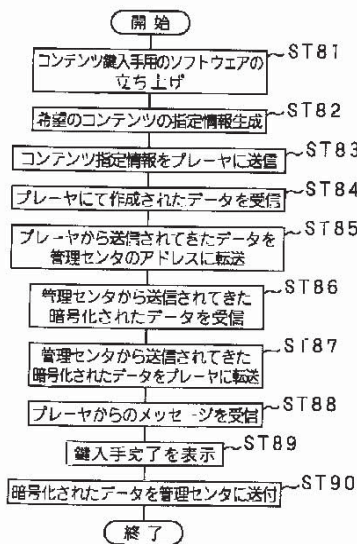 開始
コンテンツ鍵入手用のソフトウェアの
立ち上げ
ST81
希望のコンテンツの指定情報生成
ST82
コンテンツ指定情報をプレーヤに送信
ST83
プレーヤにて作成されたデータを受信
ST84
プレーヤから送信されてきたデータを
管理センタのアドレスに転送
ST85
管理センタから送信されてきた
暗号化されたデータを受信
ST86
管理センタから送信されてきた
暗号化されたデータをプレーヤに転送
ST87
プレーヤからのメッセージを受信
ST88
鍵入手完了を表示
ST89
暗号化されたデータを管理センタに送付
ST90
終了